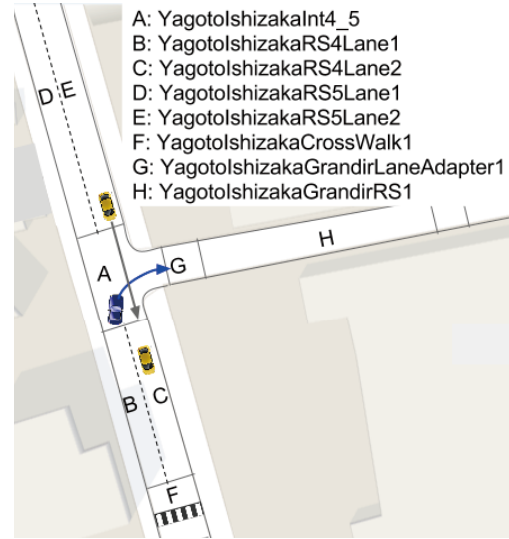 A: YagotoIshizakaInt4_5
B: YagotoIshizakaRS4Lane1
C: YagotoIshizakaRS4Lane2
D: YagotoIshizakaRS5Lane1
E: YagotoIshizakaRS5Lane2
F: YagotoIshizakaCrossWalk1
G: YagotoIshizakaGrandirLaneAdapter1
H: YagotoIshizakaGrandirRS1
D E
H
G
A
B C
F